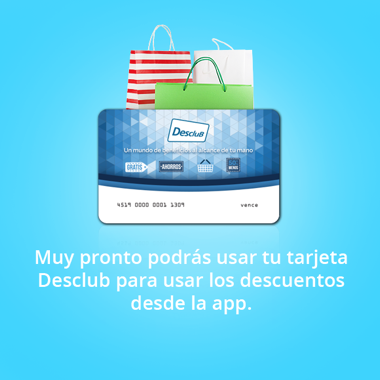 Desclub
Un mundo de beneficios al alcance de tu mano
GRATIS
AHORROS
4519 0000 0001 1309
vence
Muy pronto podrás usar tu tarjeta
Desclub para usar los descuentos
desde la app.